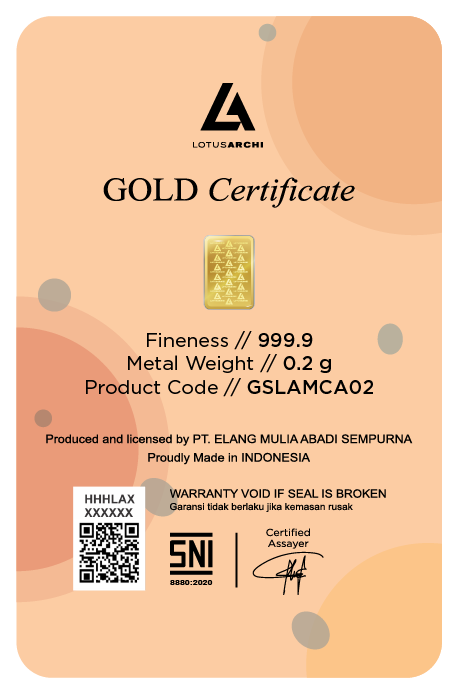 LOTUSARCHI
GOLD Certificate
Fineness // 999.9
Metal Weight // 0.2 g
Product Code // GSLAMCA02
Produced and licensed by PT. ELANG MULIA ABADI SEMPURNA
Proudly Made in INDONESIA
WARRANTY VOID IF SEAL IS BROKEN
Garansi tidak berlaku jika kemasan rusak
HHHLAX
XXXXXX
SNI
8880:2020
Certified
Assayer